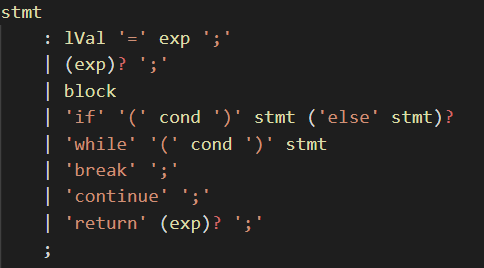 stmt
: lVal '=' exp ';'
| (exp)? ';'
| block
| 'if' '(' cond ')' stmt ('else' stmt)?
| 'while' '(' cond ')' stmt
| 'break' ';'
| 'continue' ';'
| 'return' (exp)? ';'
;